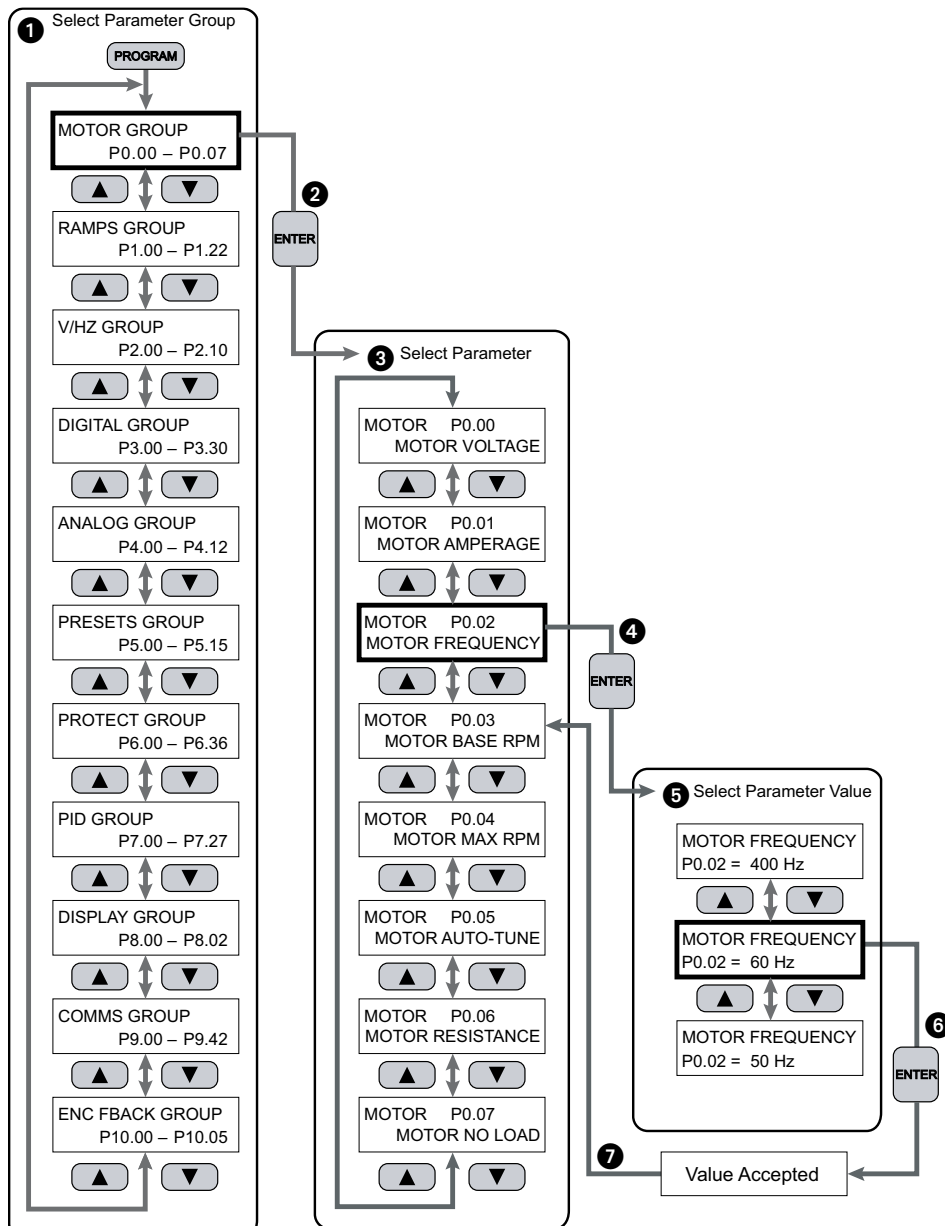 1 Select Parameter Group
PROGRAM
MOTOR GROUP
P0.00 – P0.07
▲ ▼
RAMPS GROUP
P1.00 – P1.22
▲ ▼
V/HZ GROUP
P2.00 – P2.10
▲ ▼
DIGITAL GROUP
P3.00 – P3.30
▲ ▼
ANALOG GROUP
P4.00 – P4.12
▲ ▼
PRESETS GROUP
P5.00 – P5.15
▲ ▼
PROTECT GROUP
P6.00 – P6.36
▲ ▼
PID GROUP
P7.00 – P7.27
▲ ▼
DISPLAY GROUP
P8.00 – P8.02
▲ ▼
COMMS GROUP
P9.00 – P9.42
▲ ▼
ENC FBACK GROUP
P10.00 – P10.05
▲ ▼
2
ENTER
3 Select Parameter
MOTOR P0.00
MOTOR VOLTAGE
▲ ▼
MOTOR P0.01
MOTOR AMPERAGE
▲ ▼
MOTOR P0.02
MOTOR FREQUENCY
▲ ▼
MOTOR P0.03
MOTOR BASE RPM
▲ ▼
MOTOR P0.04
MOTOR MAX RPM
▲ ▼
MOTOR P0.05
MOTOR AUTO-TUNE
▲ ▼
MOTOR P0.06
MOTOR RESISTANCE
▲ ▼
MOTOR P0.07
MOTOR NO LOAD
▲ ▼
4
ENTER
5 Select Parameter Value
MOTOR FREQUENCY
P0.02 = 400 Hz
▲ ▼
MOTOR FREQUENCY
P0.02 = 60 Hz
▲ ▼
MOTOR FREQUENCY
P0.02 = 50 Hz
6
ENTER
7
Value Accepted